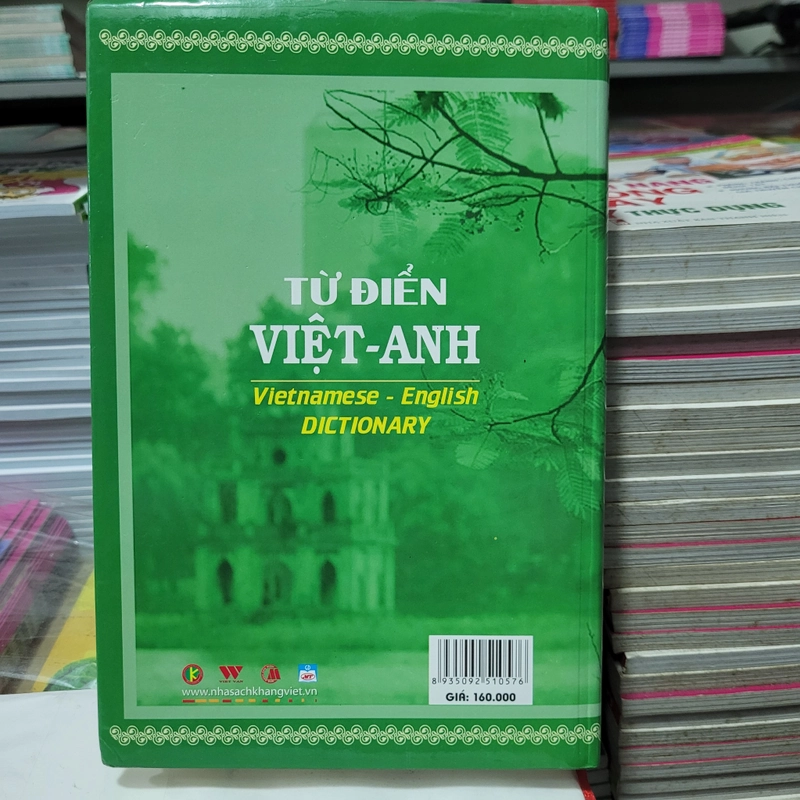 TỪ ĐIỂN
VIỆT-ANH
Vietnamese - English
DICTIONARY
www.nhasachkhangviet.vn
8 935092 510576
GIÁ: 160.000
THỰC DỤNG